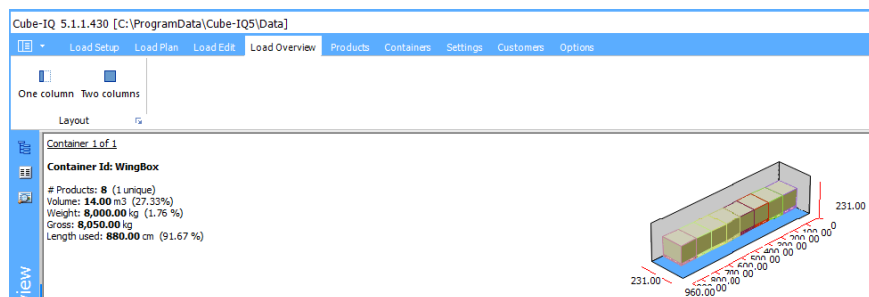 Cube-IQ 5.1.1.430 [C:\ProgramData\Cube-IQ5\Data]
Load Setup Load Plan Load Edit Load Overview Products Containers Settings Customers Options
One column Two columns
Layout
Container 1 of 1
Container Id: WingBox
# Products: 8 (1 unique)
Volume: 14.00 m3 (27.33%)
Weight: 8,000.00 kg (1.76 %)
Gross: 8,050.00 kg
Length used: 880.00 cm (91.67 %)
231.00
231.00
960.00
view